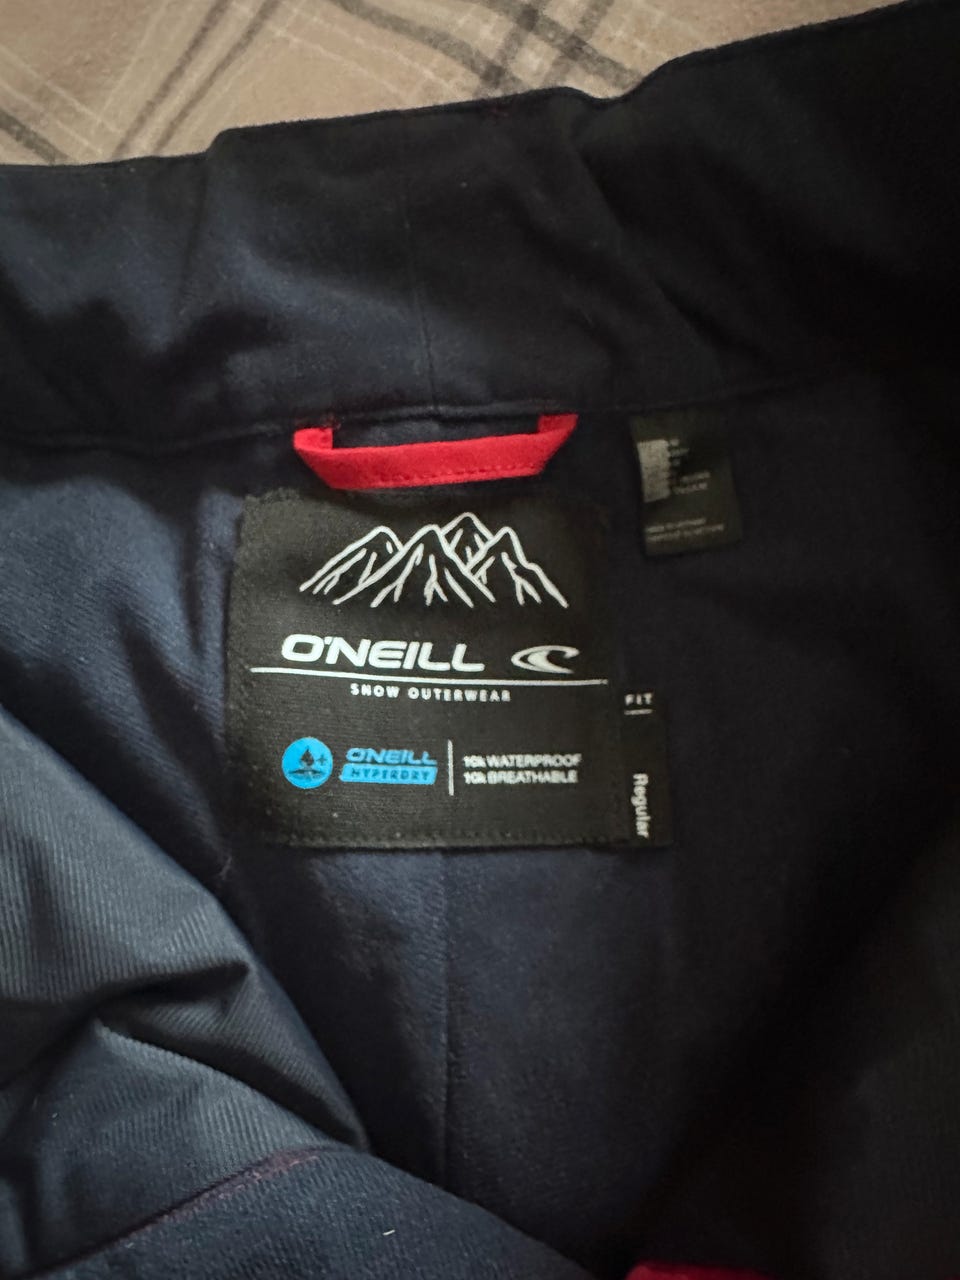 O'NEILL
SNOW OUTERWEAR
O'NEILL
HYPERDRY
10k WATERPROOF
10k BREATHABLE
FIT
Regular